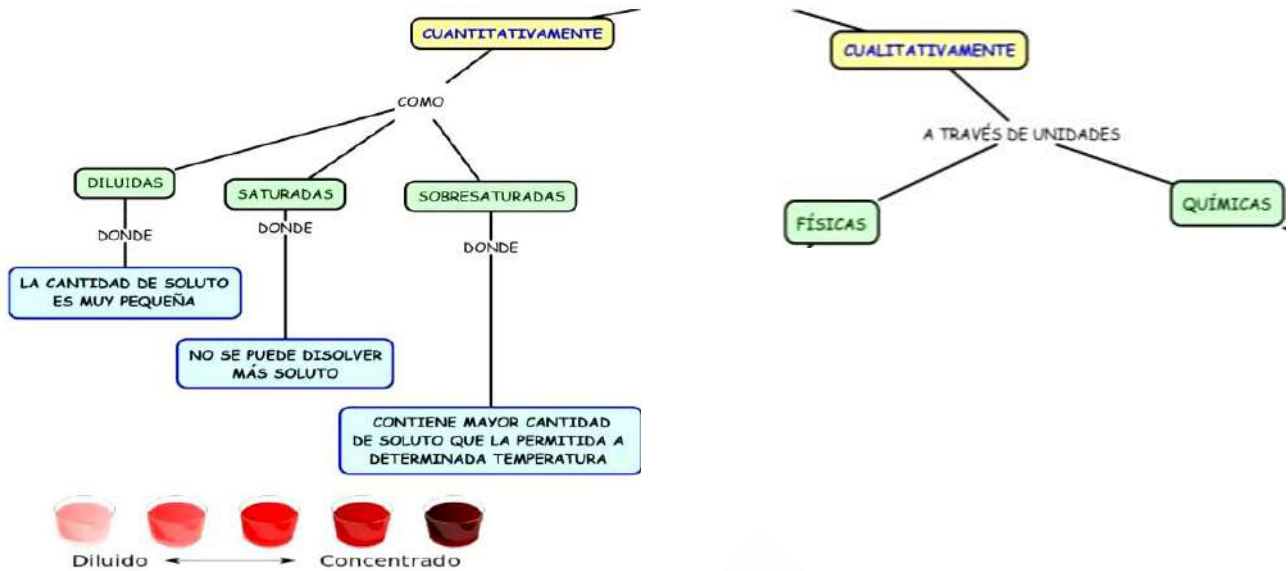 CUANTITATIVAMENTE
COMO
DILUIDAS
SATURADAS
SOBRESATURADAS
DONDE
DONDE
DONDE
LA CANTIDAD DE SOLUTO
ES MUY PEQUEÑA
NO SE PUEDE DISOLVER
MÁS SOLUTO
CONTIENE MAYOR CANTIDAD
DE SOLUTO QUE LA PERMITIDA A
DETERMINADA TEMPERATURA
Diluido
Concentrado
CUALITATIVAMENTE
A TRAVÉS DE UNIDADES
FÍSICAS
QUÍMICAS